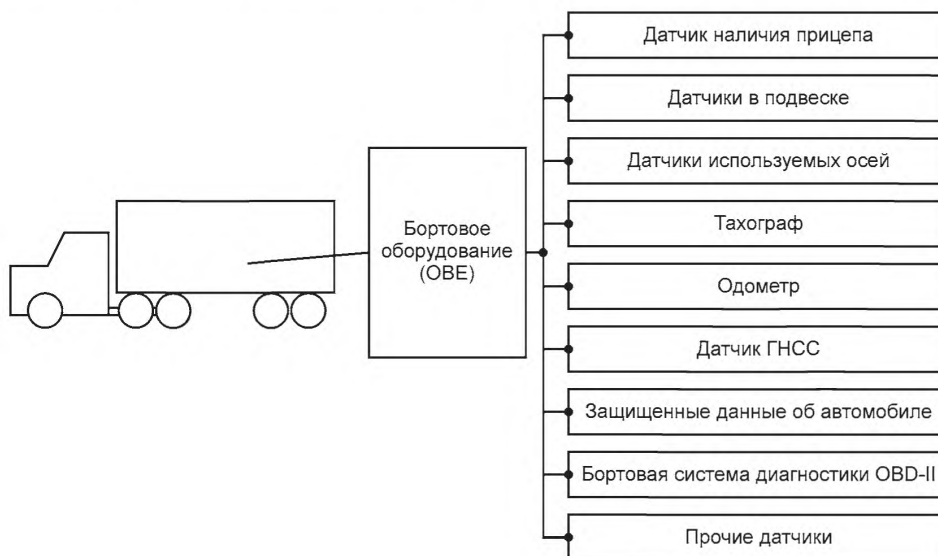 Датчик наличия прицепа
Датчики в подвеске
Датчики используемых осей
Бортовое
оборудование
(ОВЕ)
Тахограф
Одометр
Датчик ГНСС
Защищенные данные об автомобиле
Бортовая система диагностики OBD-II
Прочие датчики